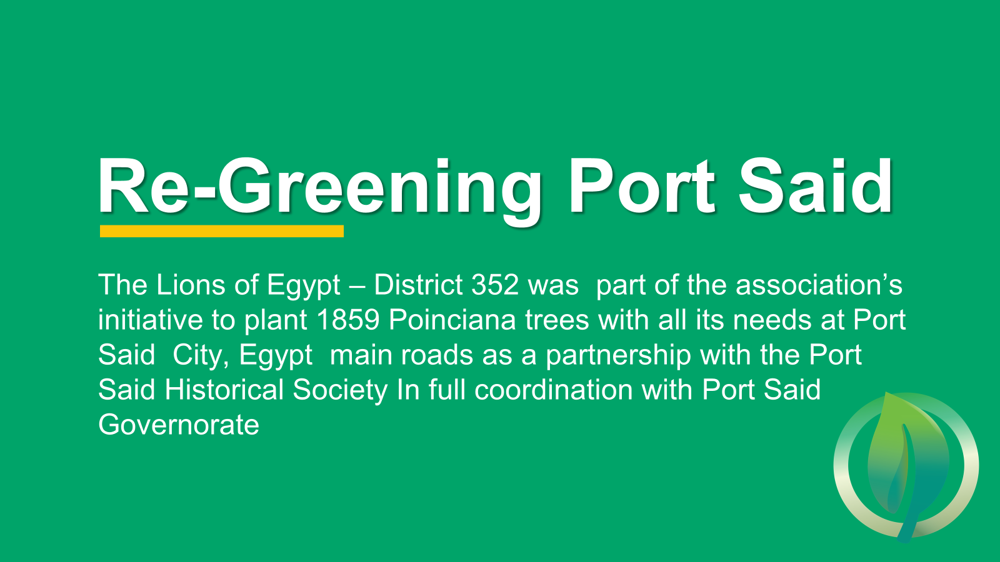 Re-Greening Port Said
The Lions of Egypt – District 352 was  part of the association’s
initiative to plant 1859 Poinciana trees with all its needs at Port
Said  City, Egypt  main roads as a partnership with the Port
Said Historical Society In full coordination with Port Said
Governorate